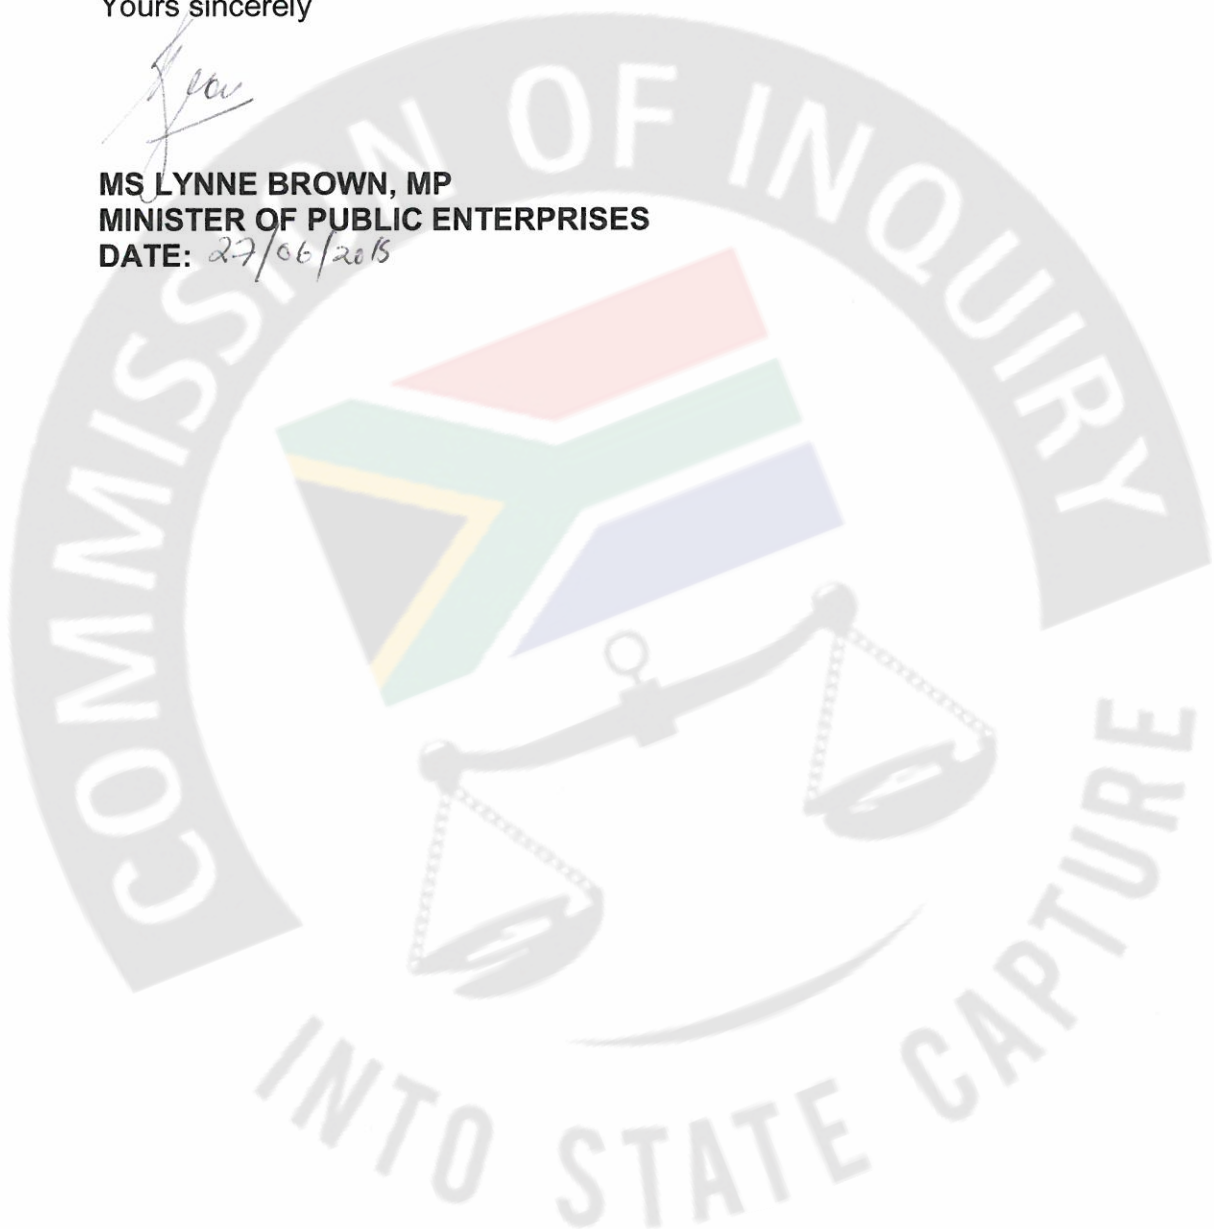 Yours sincerely
MS LYNNE BROWN, MP
MINISTER OF PUBLIC ENTERPRISES
DATE: 27/06/2015
COMMISSION OF INQUIRY
INTO STATE CAPTURE